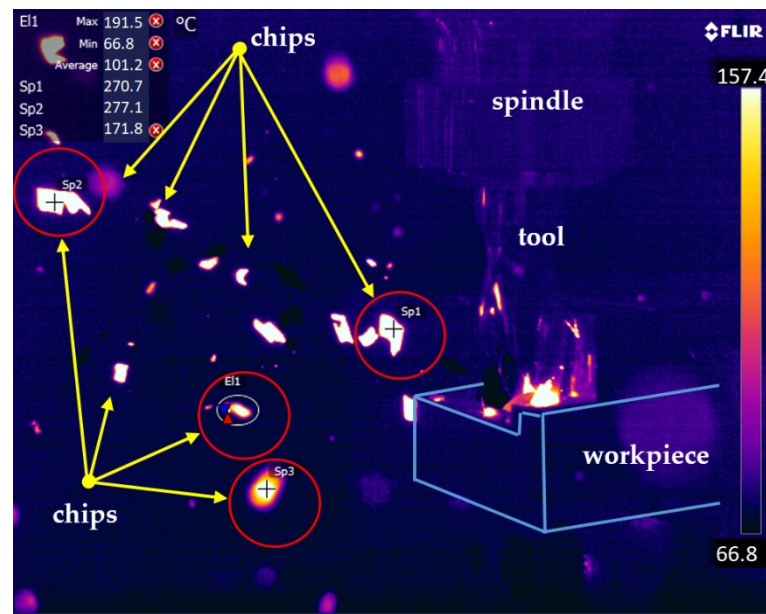 El1 Max 191.5 °C
Min 66.8
Average 101.2
Sp1 270.7
Sp2 277.1
Sp3 171.8
chips
FLIR
157.4
spindle
Sp2
tool
Sp1
El1
workpiece
Sp3
chips
66.8